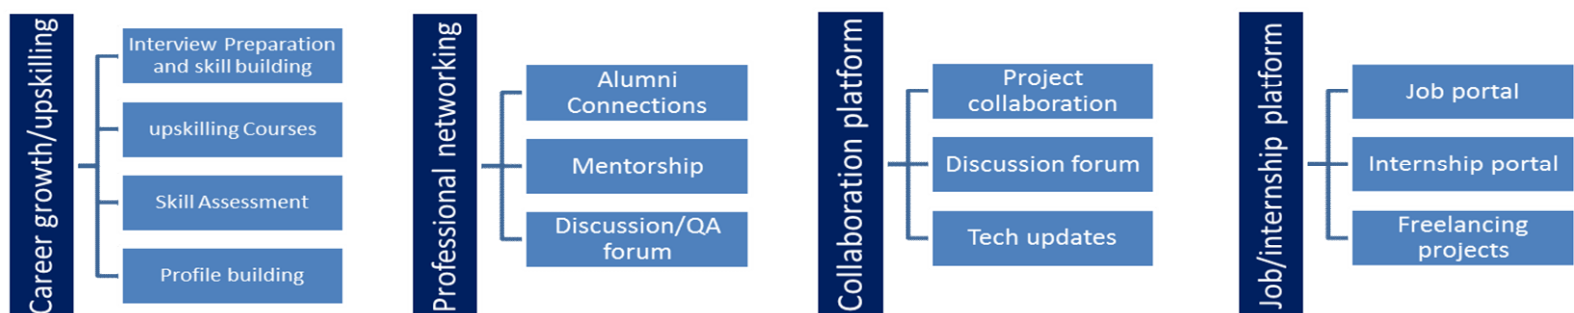 Career growth/upskilling
Interview Preparation
and skill building
upskilling Courses
Skill Assessment
Profile building
Professional networking
Alumni
Connections
Mentorship
Discussion/QA
forum
Collaboration platform
Project
collaboration
Discussion forum
Tech updates
Job/internship platform
Job portal
Internship portal
Freelancing
projects